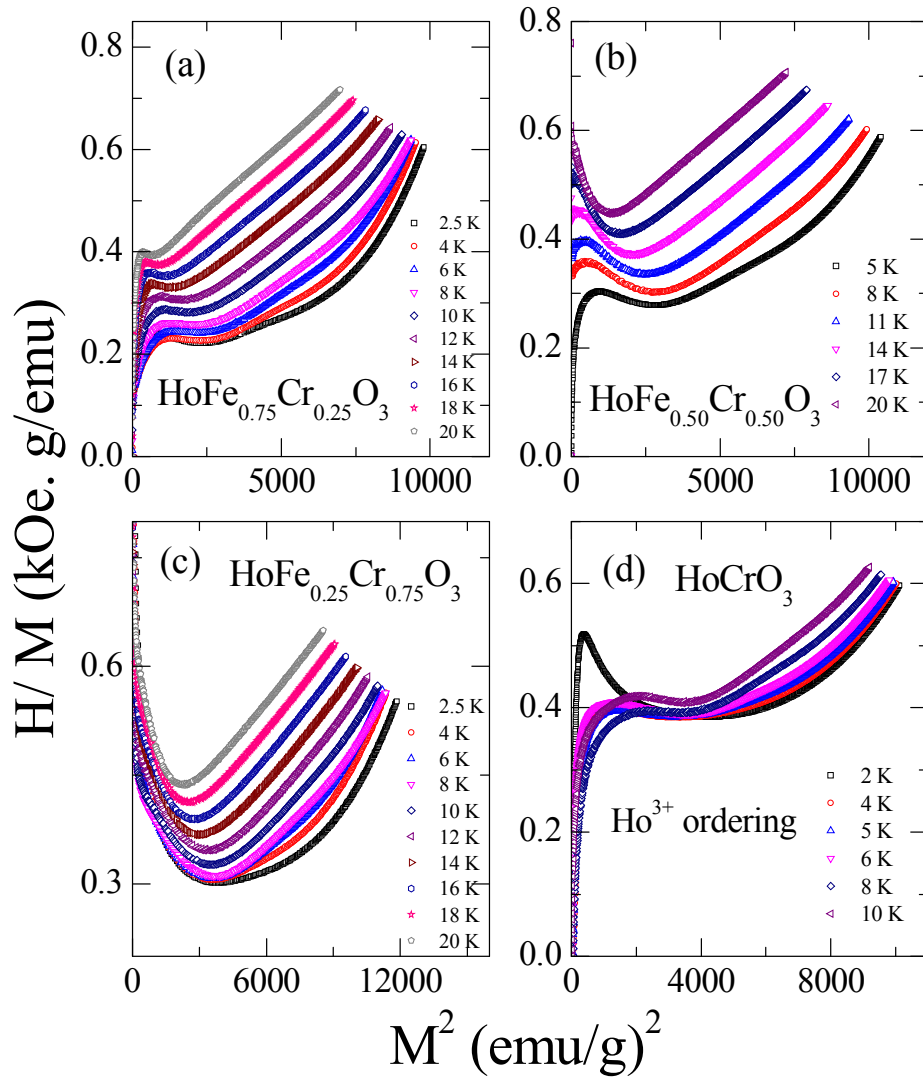 H/ M (kOe. g/emu)
(a)
0.8
0.6
0.4
0.2
0.0
0
5000
10000
2.5 K
4 K
6 K
8 K
10 K
12 K
14 K
16 K
18 K
20 K
HoFe0.75Cr0.25O3
(b)
0.8
0.6
0.4
0.2
0.0
0
5000
10000
5 K
8 K
11 K
14 K
17 K
20 K
HoFe0.50Cr0.50O3
(c)
HoFe0.25Cr0.75O3
0.6
0.3
0
6000
12000
2.5 K
4 K
6 K
8 K
10 K
12 K
14 K
16 K
18 K
20 K
(d)
HoCrO3
0.6
0.4
0.2
0.0
0
4000
8000
Ho3+ ordering
2 K
4 K
5 K
6 K
8 K
10 K
M2 (emu/g)2